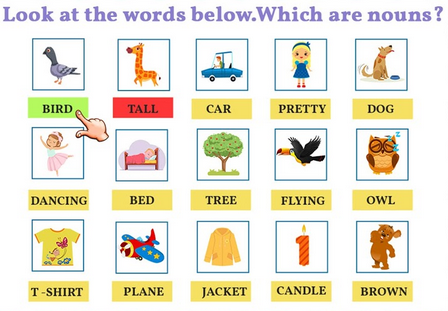 Look at the words below.Which are nouns?
BIRD TALL CAR PRETTY DOG
DANCING BED TREE FLYING OWL
T-SHIRT PLANE JACKET CANDLE BROWN